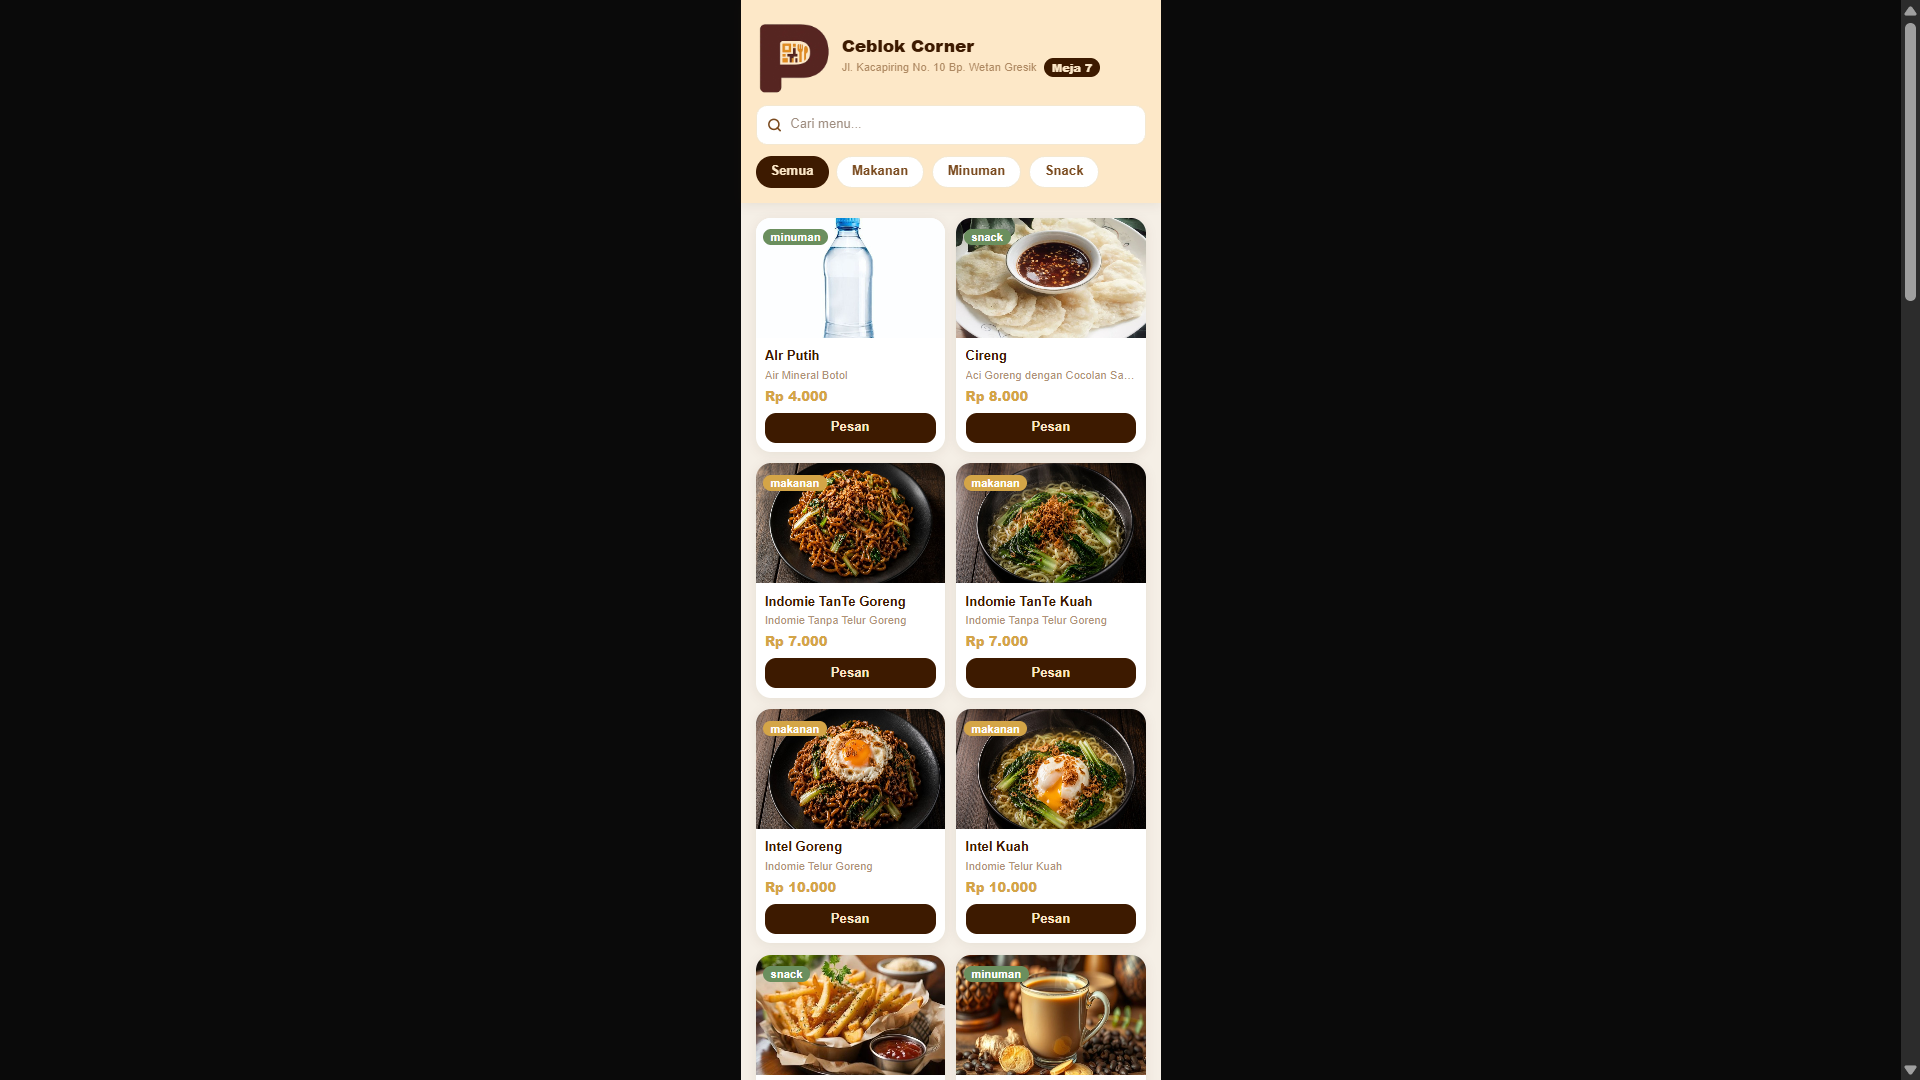 Ceblok Corner
Jl. Kacapiring No. 10 Bp. Wetan Gresik Meja 7
Cari menu...
Semua Makanan Minuman Snack
minuman
AIr Putih
Air Mineral Botol
Rp 4.000
Pesan
snack
Cireng
Aci Goreng dengan Cocolan Sa...
Rp 8.000
Pesan
makanan
Indomie TanTe Goreng
Indomie Tanpa Telur Goreng
Rp 7.000
Pesan
makanan
Indomie TanTe Kuah
Indomie Tanpa Telur Goreng
Rp 7.000
Pesan
makanan
Intel Goreng
Indomie Telur Goreng
Rp 10.000
Pesan
makanan
Intel Kuah
Indomie Telur Kuah
Rp 10.000
Pesan
snack
minuman